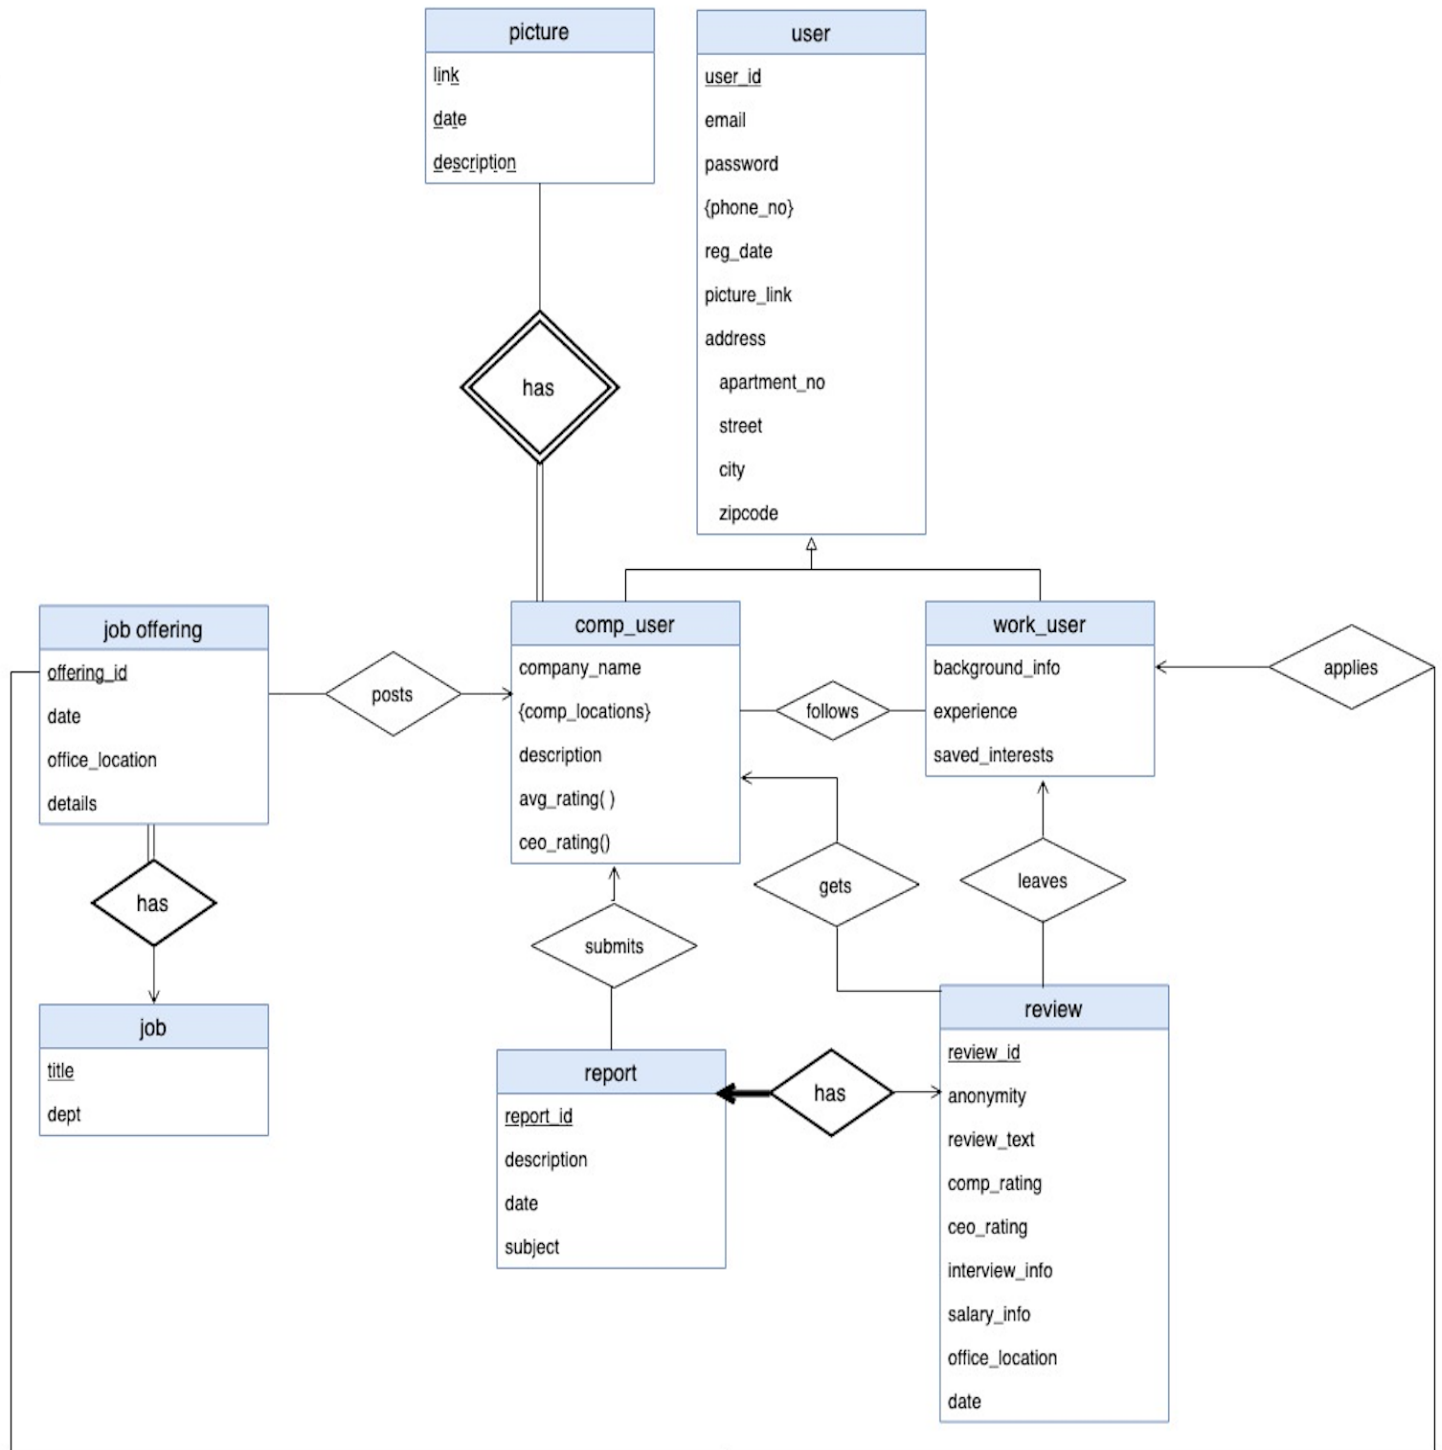 picture
link
date
description
user
user_id
email
password
{phone_no}
reg_date
picture_link
address
apartment_no
street
city
zipcode
has
job offering
offering_id
date
office_location
details
posts
comp_user
company_name
{comp_locations}
description
avg_rating( )
ceo_rating()
follows
work_user
background_info
experience
saved_interests
applies
has
gets
leaves
submits
job
title
dept
report
report_id
description
date
subject
has
review
review_id
anonymity
review_text
comp_rating
ceo_rating
interview_info
salary_info
office_location
date